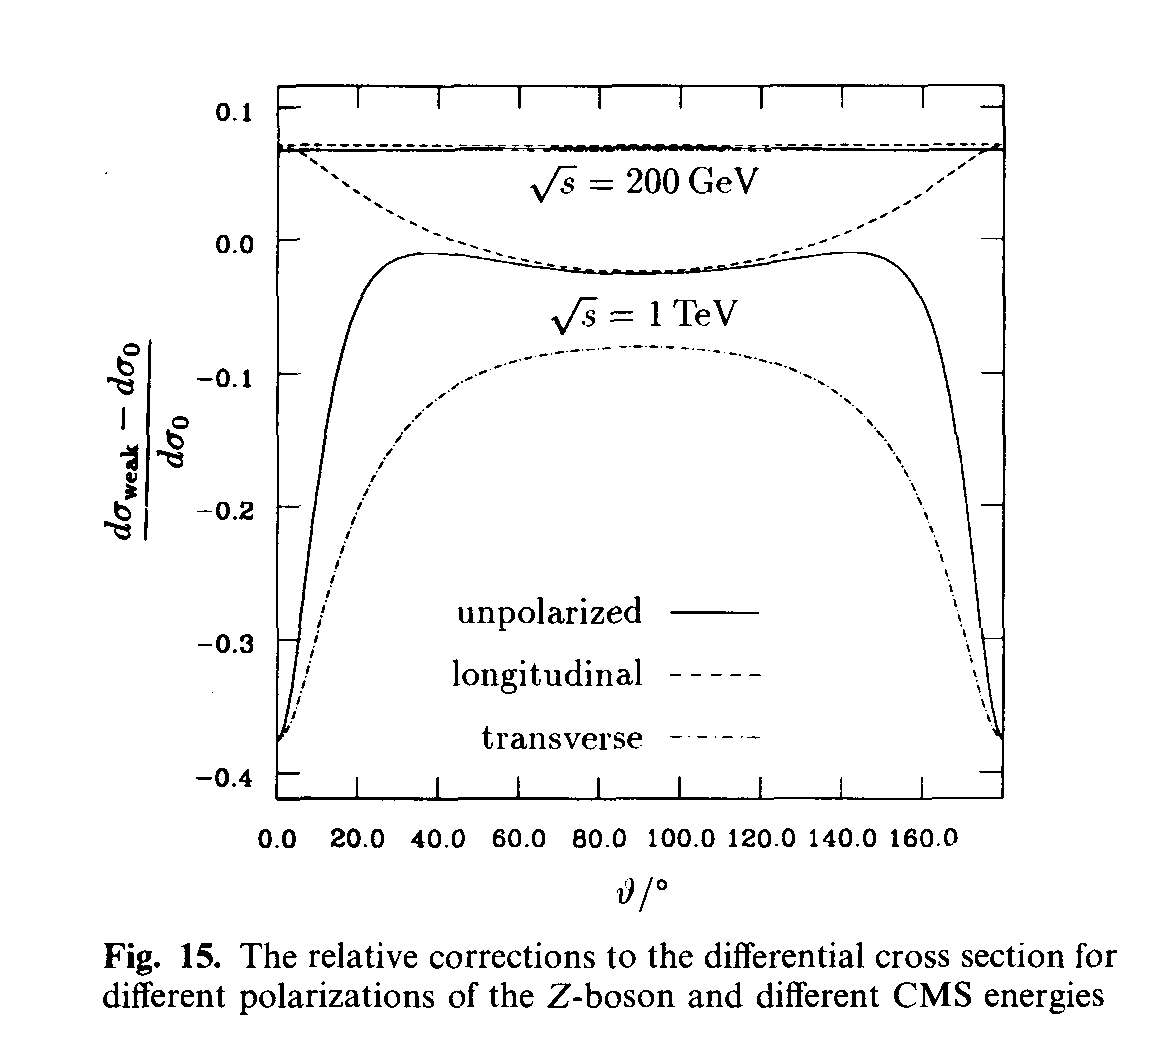 0.1
0.0
−0.1
−0.2
−0.3
−0.4
dσweak − dσ0
dσ0
√s = 200 GeV
√s = 1 TeV
unpolarized
longitudinal
transverse
0.0 20.0 40.0 60.0 80.0 100.0 120.0 140.0 160.0
ϑ/°
Fig. 15. The relative corrections to the differential cross section for
different polarizations of the Z-boson and different CMS energies